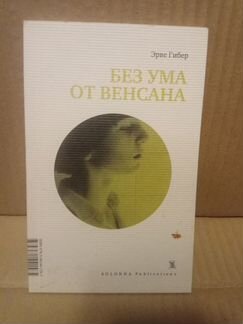 Эрве Гибер
БЕЗ УМА
ОТ ВЕНСАНА
KOLONNA Publications